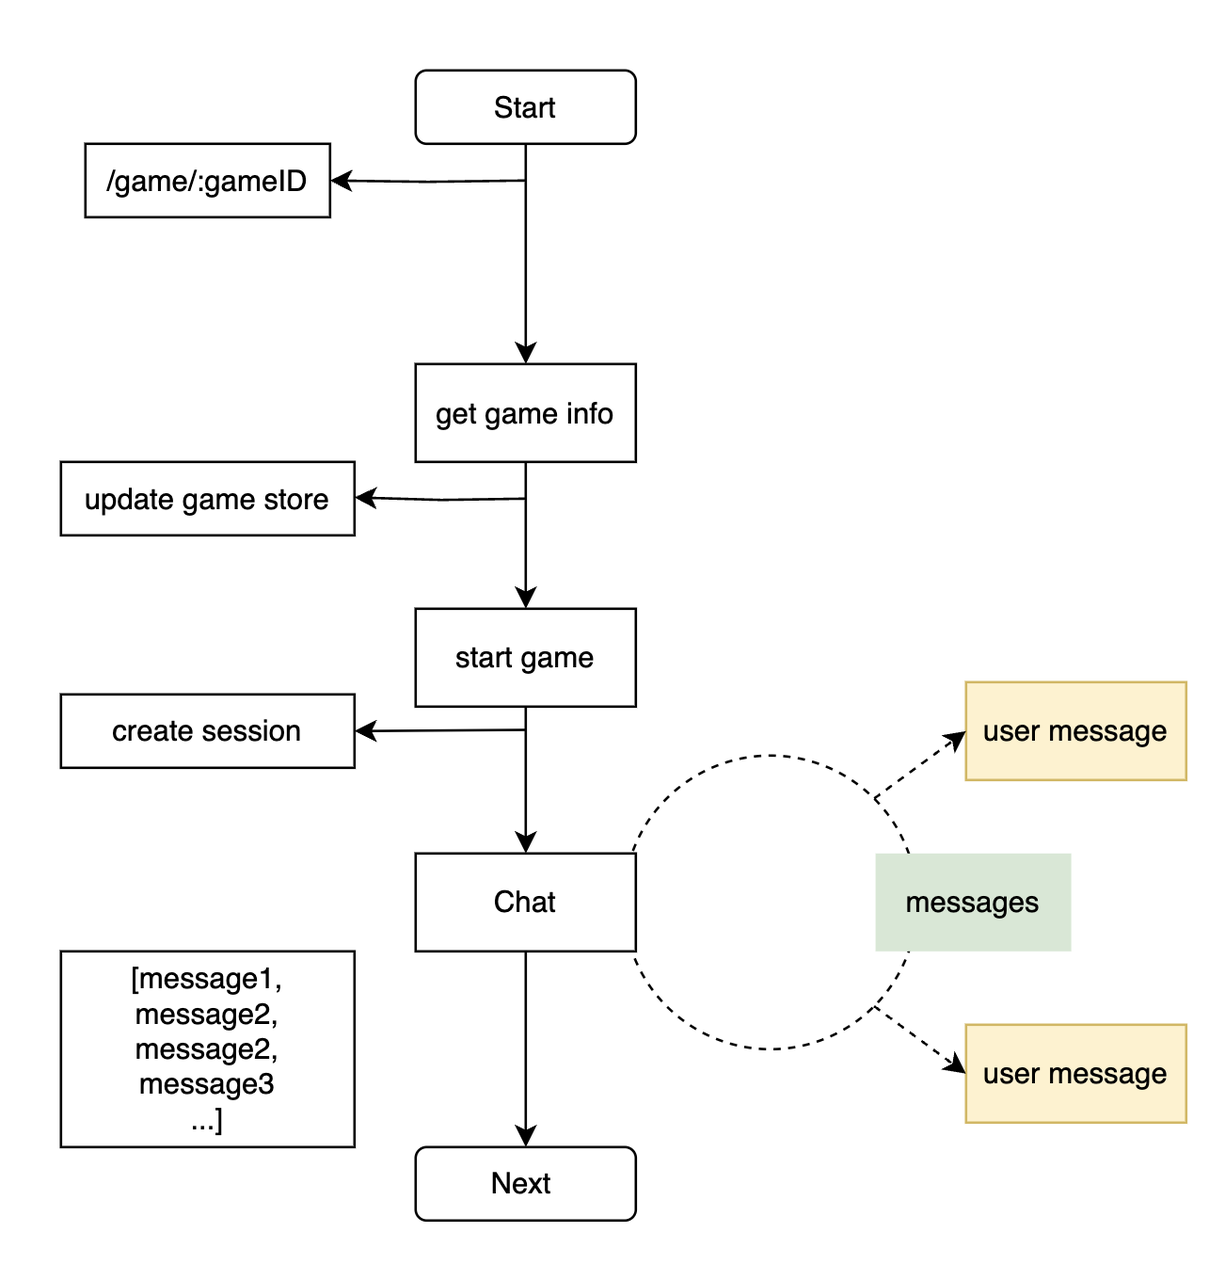 Start
/game/:gameID
get game info
update game store
start game
create session
user message
Chat
messages
[message1,
message2,
message2,
message3
...]
user message
Next